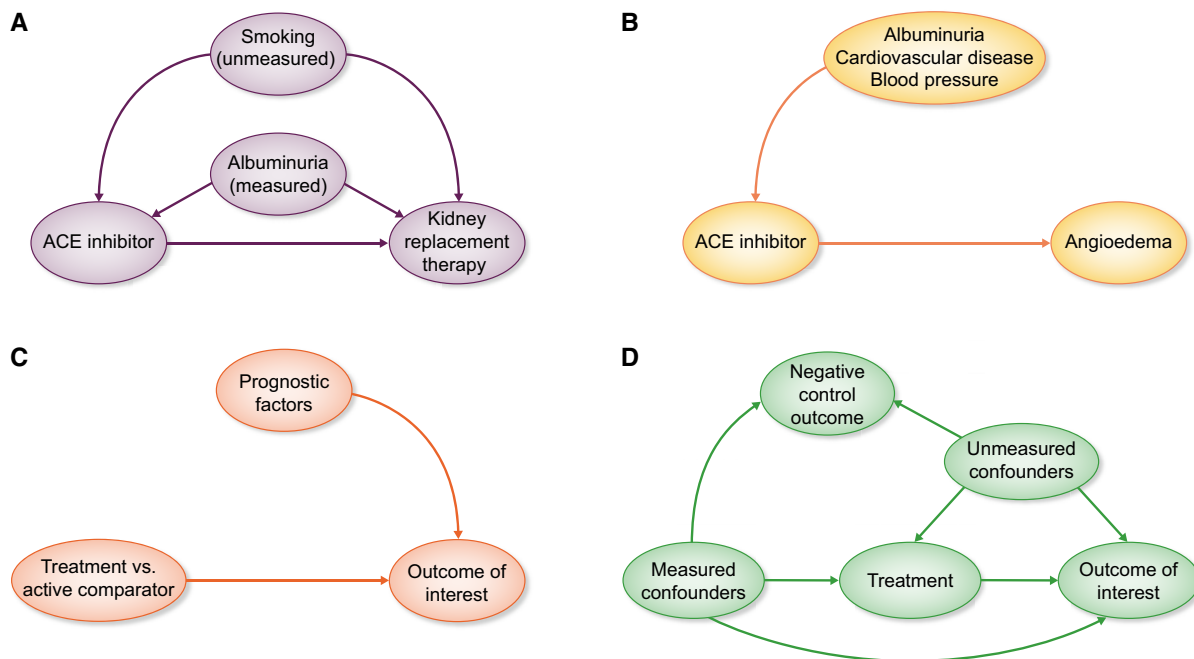 A
Smoking
(unmeasured)
Albuminuria
(measured)
ACE inhibitor
Kidney
replacement
therapy
B
Albuminuria
Cardiovascular disease
Blood pressure
ACE inhibitor
Angioedema
C
Prognostic
factors
Treatment vs.
active comparator
Outcome of
interest
D
Negative
control
outcome
Unmeasured
confounders
Measured
confounders
Treatment
Outcome of
interest